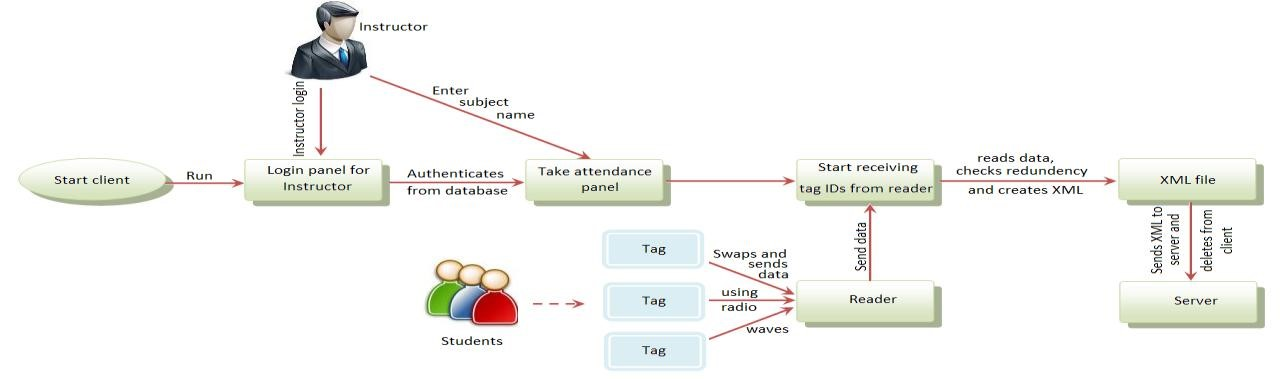 Instructor
Instructor login
Enter
subject
name
Start client
Run
Login panel for
Instructor
Authenticates
from database
Take attendance
panel
Start receiving
tag IDs from reader
reads data,
checks redundancy
and creates XML
XML file
Sends XML to
server and
deletes from
client
Send data
Students
Tag
Tag
Tag
Swaps and
sends
data
using
radio
waves
Reader
Server